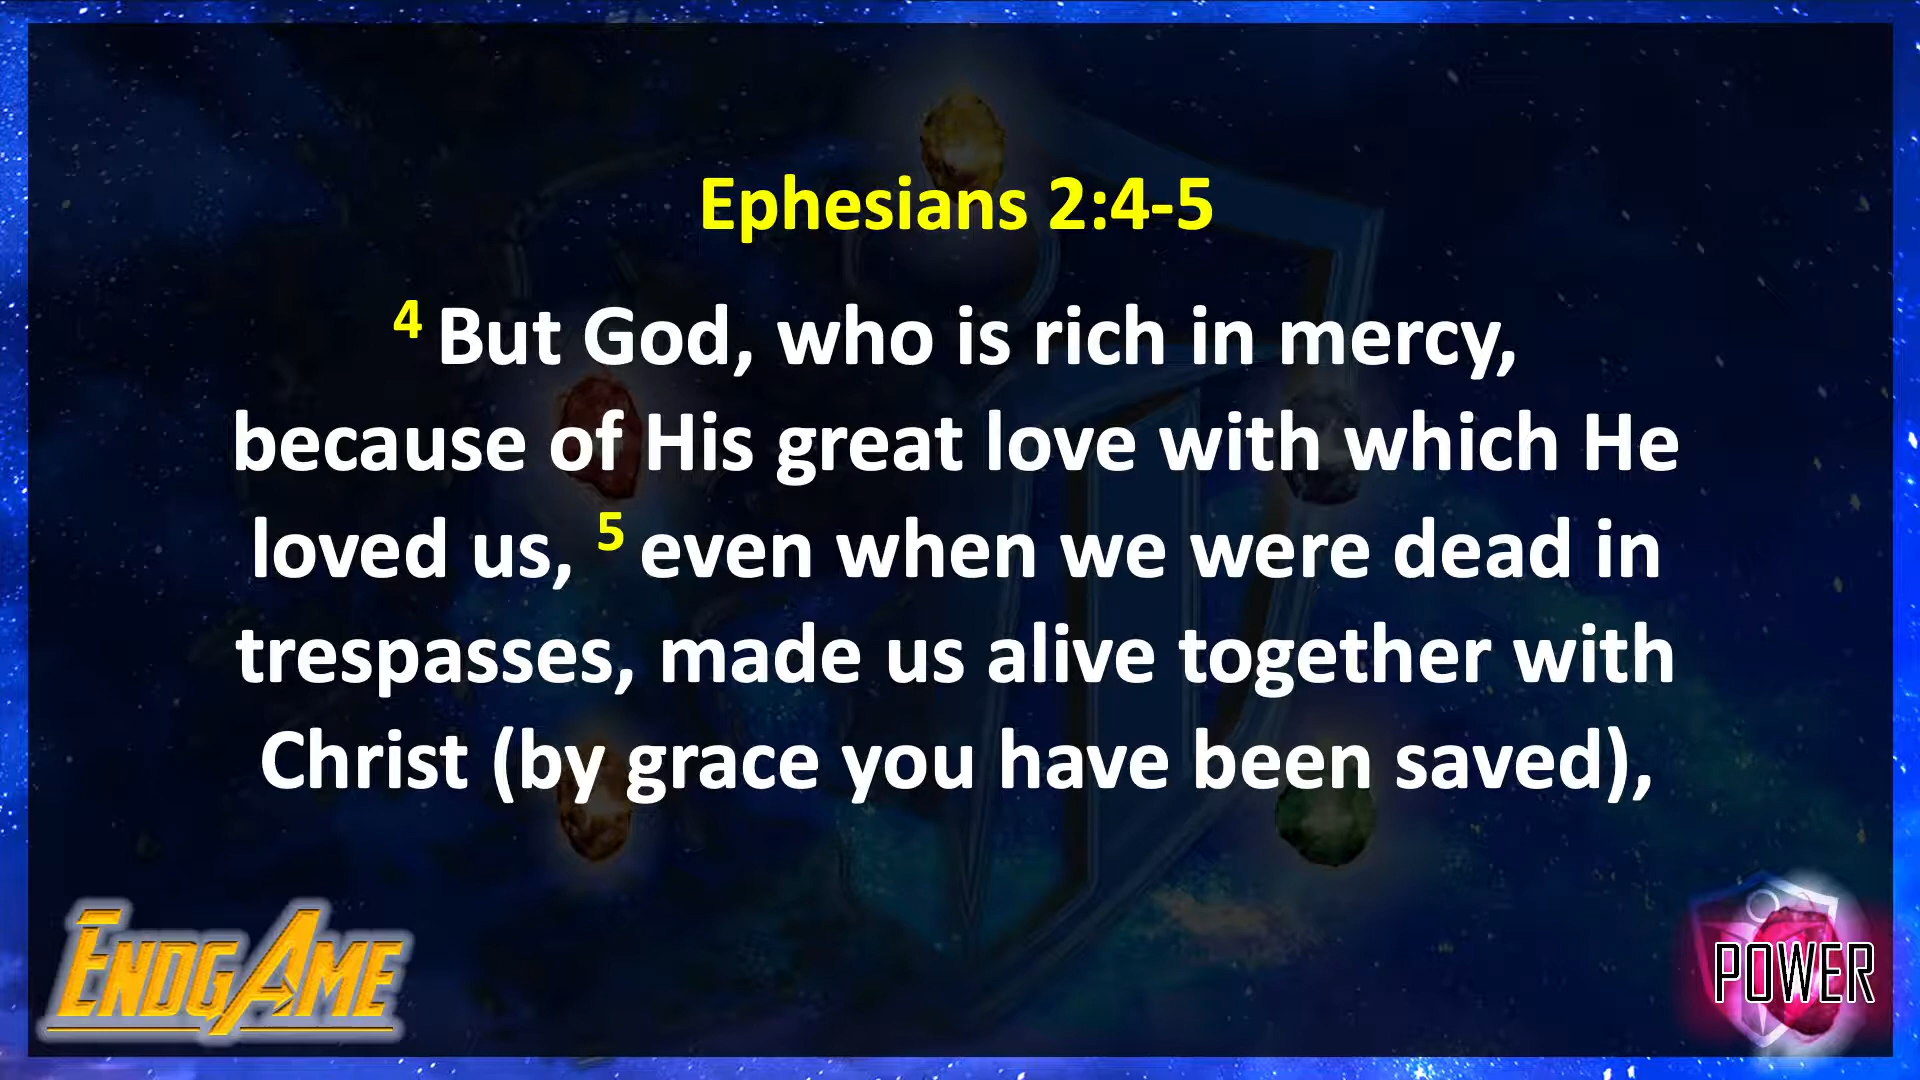 Ephesians 2:4-5
4 But God, who is rich in mercy,
because of His great love with which He
loved us, 5 even when we were dead in
trespasses, made us alive together with
Christ (by grace you have been saved),
ENDGAME
POWER